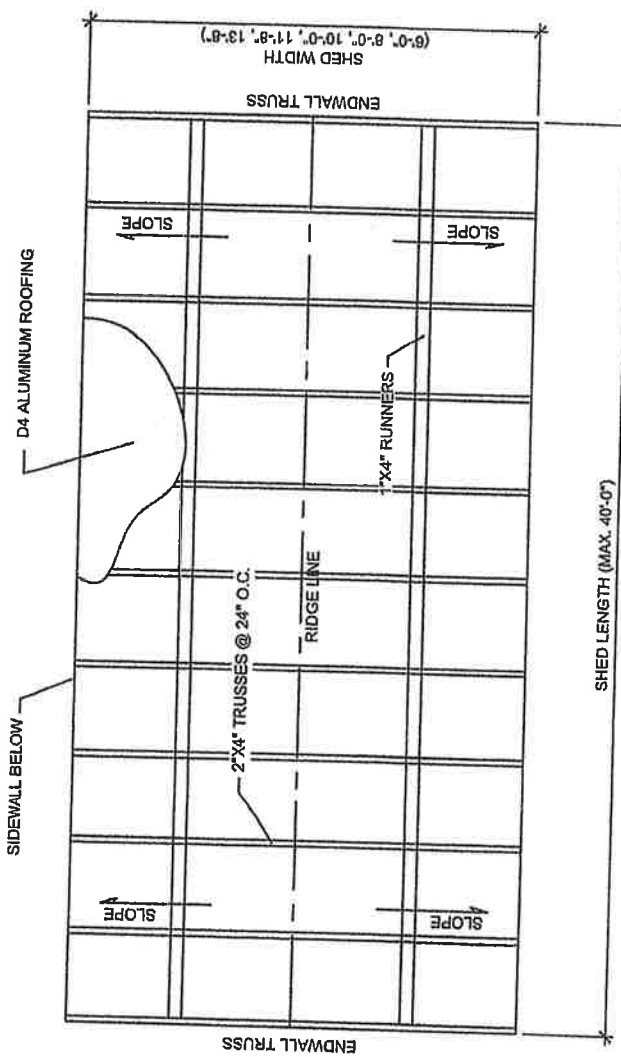 D4 ALUMINUM ROOFING
SIDEWALL BELOW
ENDWALL TRUSS
SHED WIDTH
(6'-0", 8'-0", 10'-0", 11'-8", 13'-8")
SLOPE
SLOPE
2"X4" TRUSSES @ 24" O.C.
RIDGE LINE
1"X4" RUNNERS
SLOPE
SLOPE
ENDWALL TRUSS
SHED LENGTH (MAX. 40'-0")